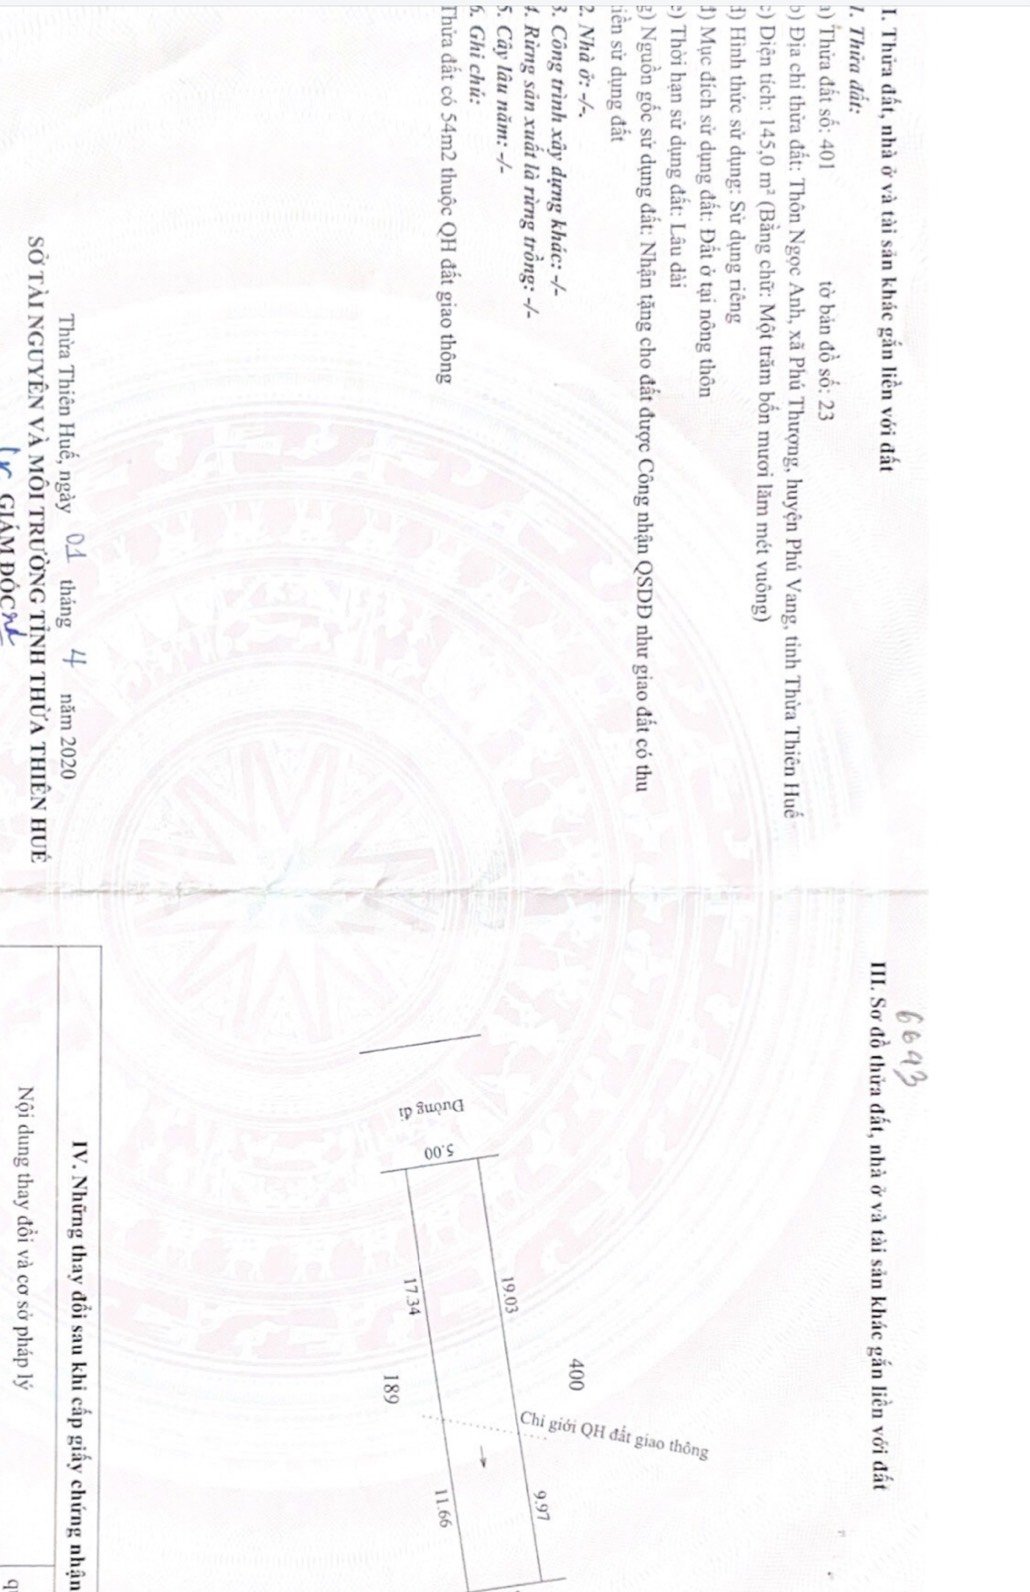 I. Thửa đất, nhà ở và tài sản khác gắn liền với đất
1. Thửa đất:
a) Thửa đất số: 401 tờ bản đồ số: 23
b) Địa chỉ thửa đất: Thôn Ngọc Anh, xã Phú Thượng, huyện Phú Vang, tỉnh Thừa Thiên Huế
c) Diện tích: 145,0 m² (Bằng chữ: Một trăm bốn mươi lăm mét vuông)
d) Hình thức sử dụng: Sử dụng riêng
đ) Mục đích sử dụng đất: Đất ở tại nông thôn
e) Thời hạn sử dụng đất: Lâu dài
g) Nguồn gốc sử dụng đất: Nhận tặng cho đất được Công nhận QSDĐ như giao đất có thu
tiền sử dụng đất
2. Nhà ở: -/-.
3. Công trình xây dựng khác: -/-
4. Rừng sản xuất là rừng trồng: -/-
5. Cây lâu năm: -/-
6. Ghi chú:
Thửa đất có 54m2 thuộc QH đất giao thông
Thừa Thiên Huế, ngày 01 tháng 4 năm 2020
SỞ TÀI NGUYÊN VÀ MÔI TRƯỜNG TỈNH THỪA THIÊN HUẾ
GIÁM ĐỐC
6693
III. Sơ đồ thửa đất, nhà ở và tài sản khác gắn liền với đất
Chỉ giới QH đất giao thông
400
9.97
19.03
Đường đi
5.00
11.66
17.34
189
IV. Những thay đổi sau khi cấp giấy chứng nhận
Nội dung thay đổi và cơ sở pháp lý